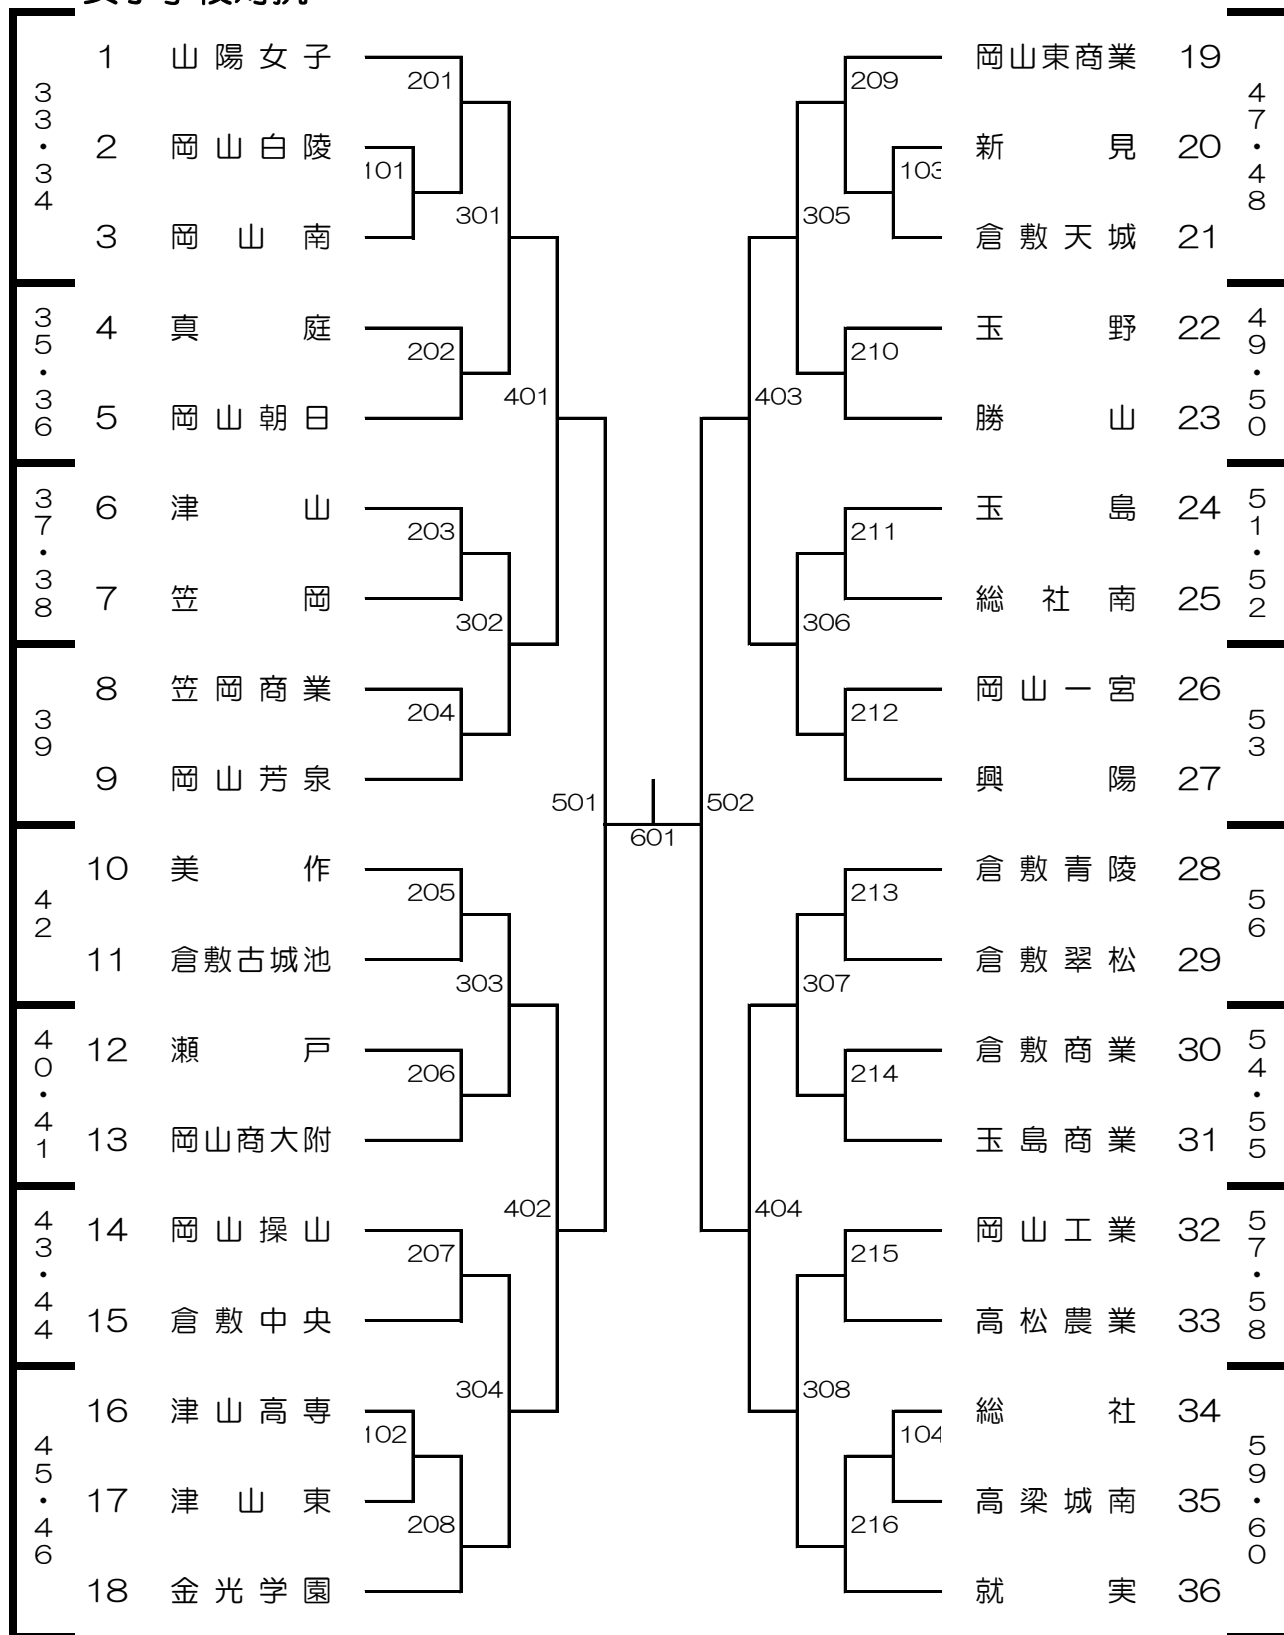 1 山陽女子
201
2 岡山白陵
101
3 岡山南
301
33・34
4 真庭
202
5 岡山朝日
401
35・36
6 津山
203
7 笠岡
302
37・38
8 笠岡商業
204
9 岡山芳泉
39
501
10 美作
205
11 倉敷古城池
303
42
12 瀬戸
206
13 岡山商大附
40・41
402
14 岡山操山
207
15 倉敷中央
43・44
304
16 津山高専
102
17 津山東
208
18 金光学園
45・46
601
岡山東商業 19
209
新見 20
103
倉敷天城 21
305
47・48
玉野 22
210
勝山 23
403
49・50
玉島 24
211
総社南 25
306
51・52
岡山一宮 26
212
興陽 27
53
502
倉敷青陵 28
213
倉敷翠松 29
307
56
倉敷商業 30
214
玉島商業 31
54・55
404
岡山工業 32
215
高松農業 33
57・58
308
総社 34
104
高梁城南 35
216
就実 36
59・60